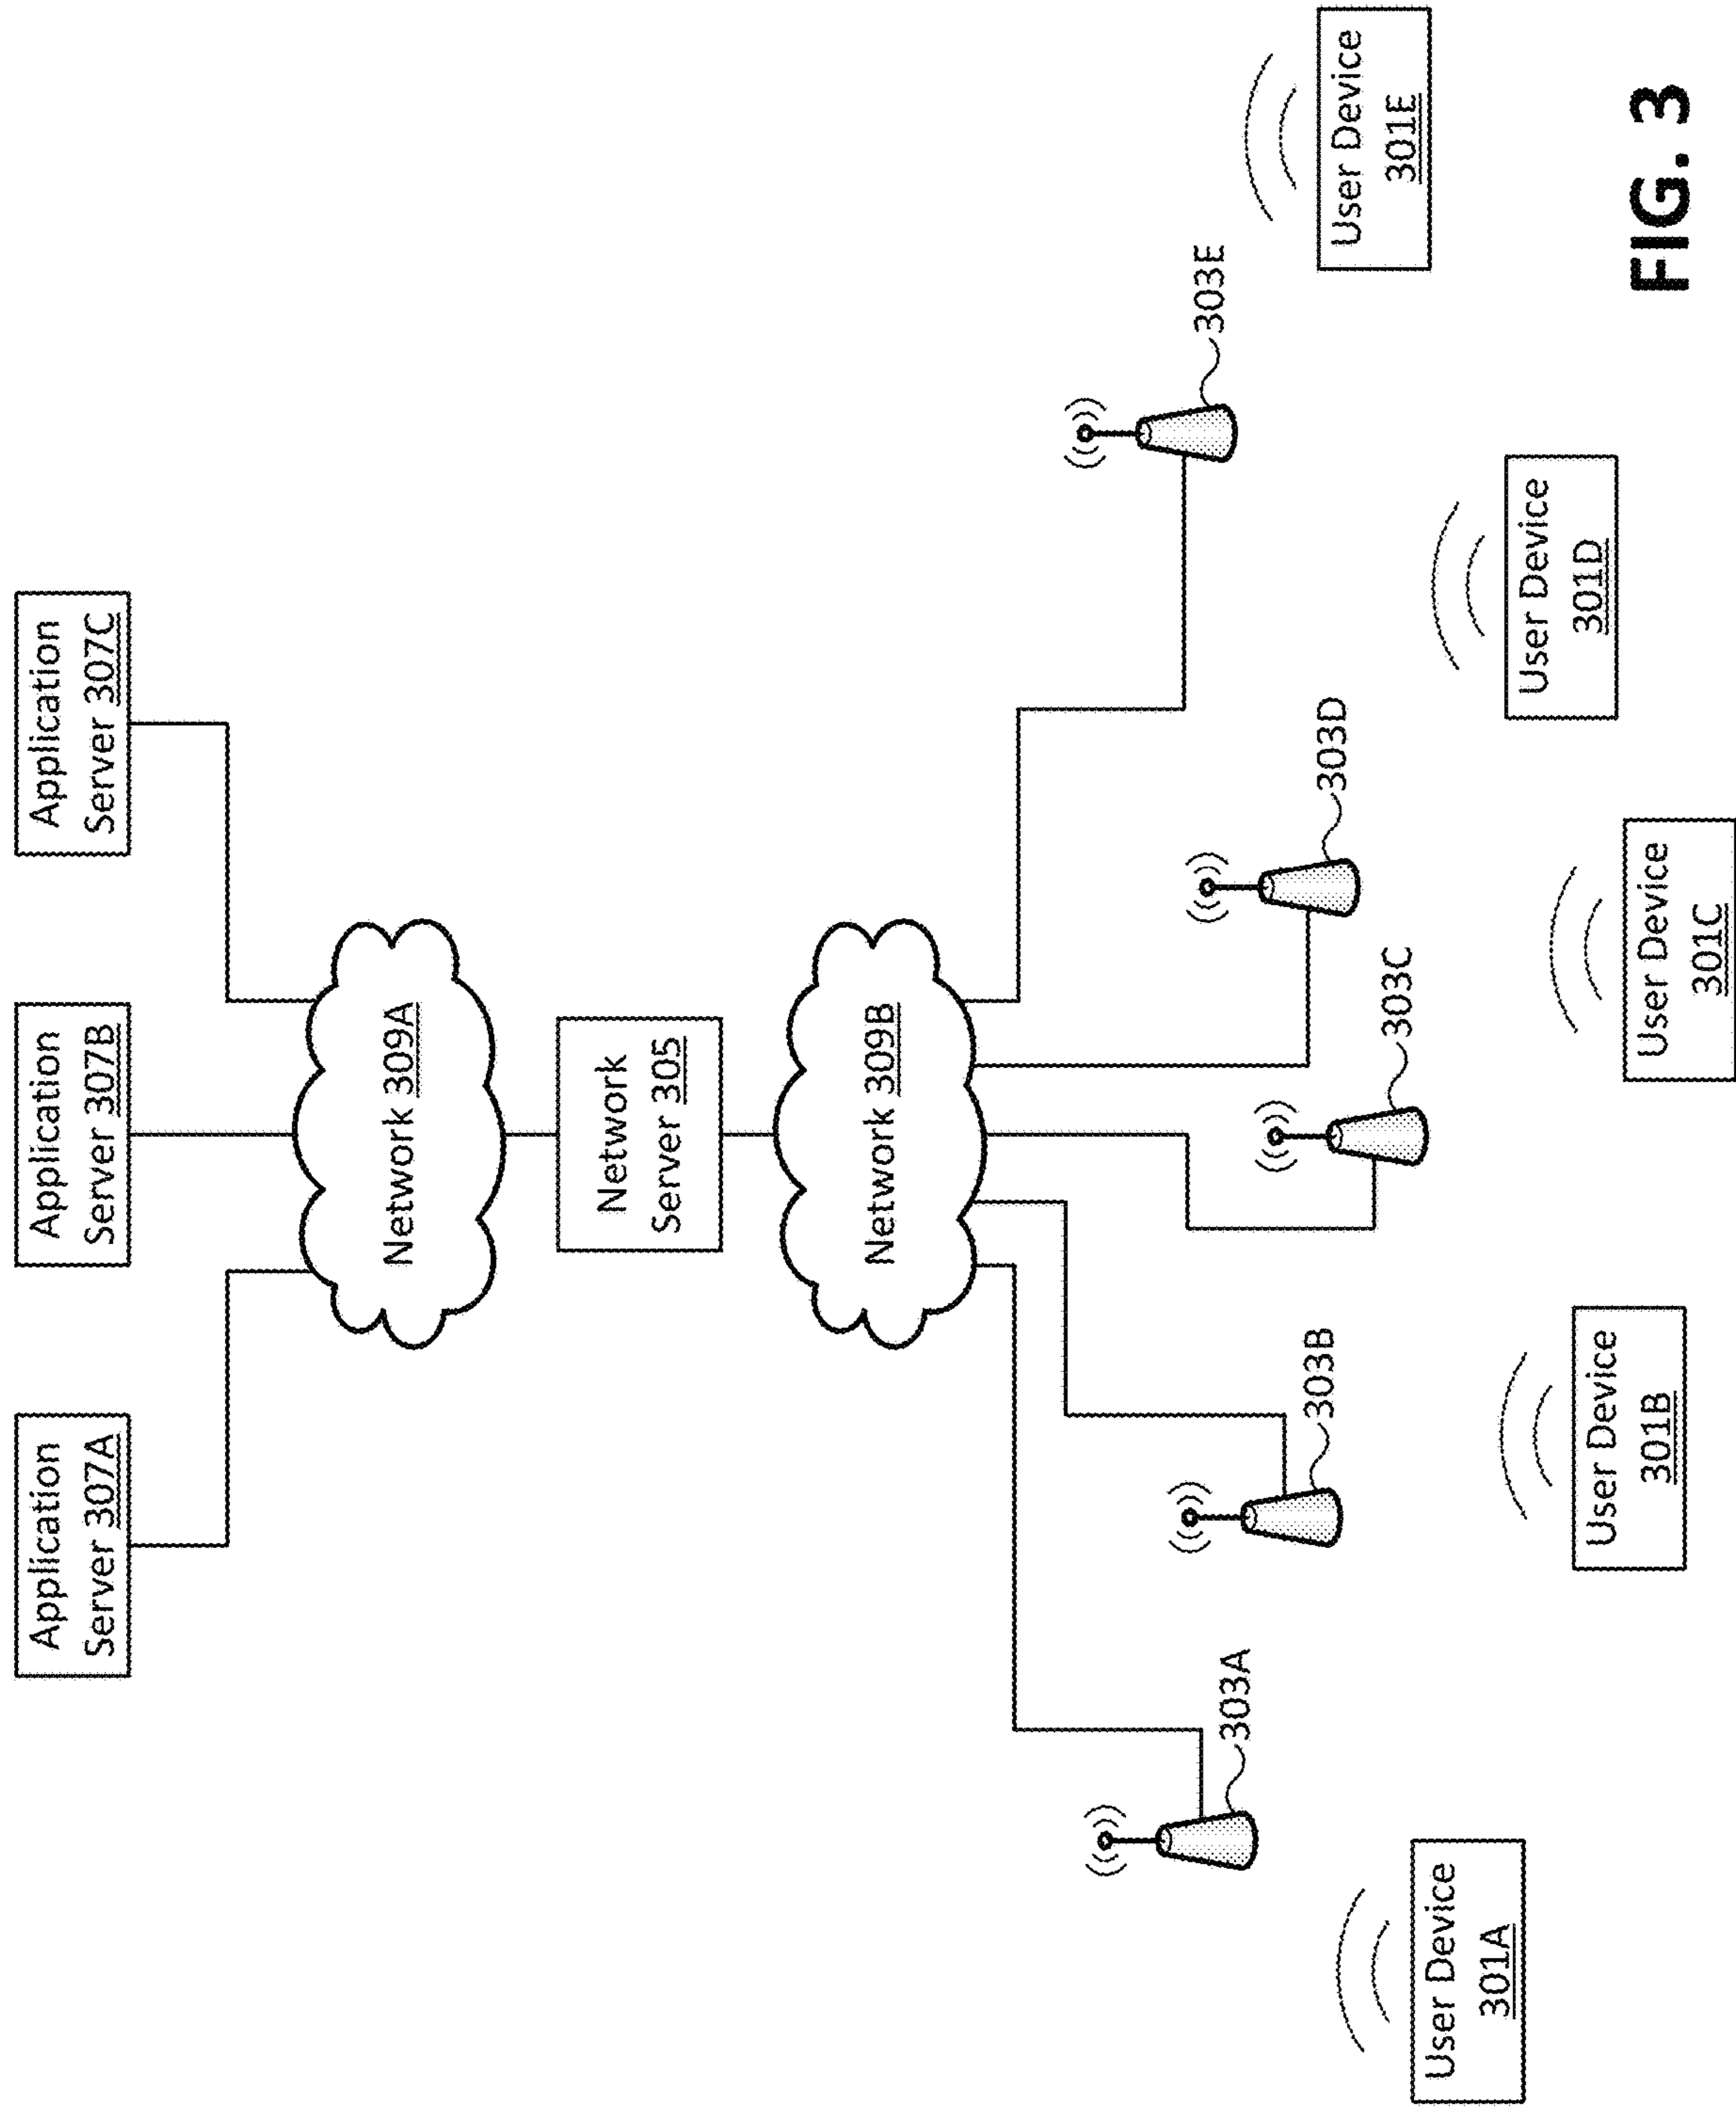 Application
Server 307A
Application
Server 307B
Application
Server 307C
Network 309A
Network
Server 305
Network 309B
303A
303B
303C
303D
303E
User Device
301A
User Device
301B
User Device
301C
User Device
301D
User Device
301E
FIG. 3